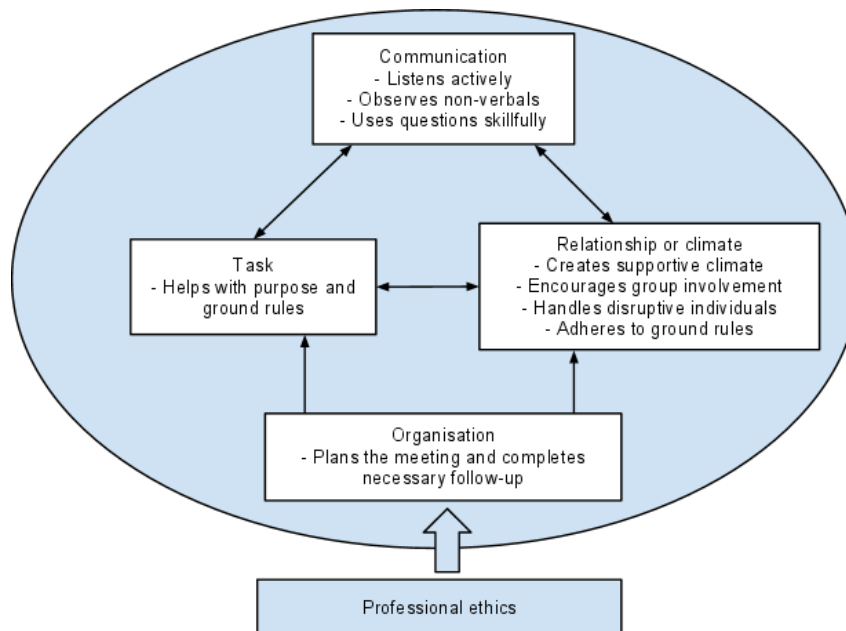 Communication
- Listens actively
- Observes non-verbals
- Uses questions skillfully
Task
- Helps with purpose and
ground rules
Relationship or climate
- Creates supportive climate
- Encourages group involvement
- Handles disruptive individuals
- Adheres to ground rules
Organisation
- Plans the meeting and completes
necessary follow-up
Professional ethics